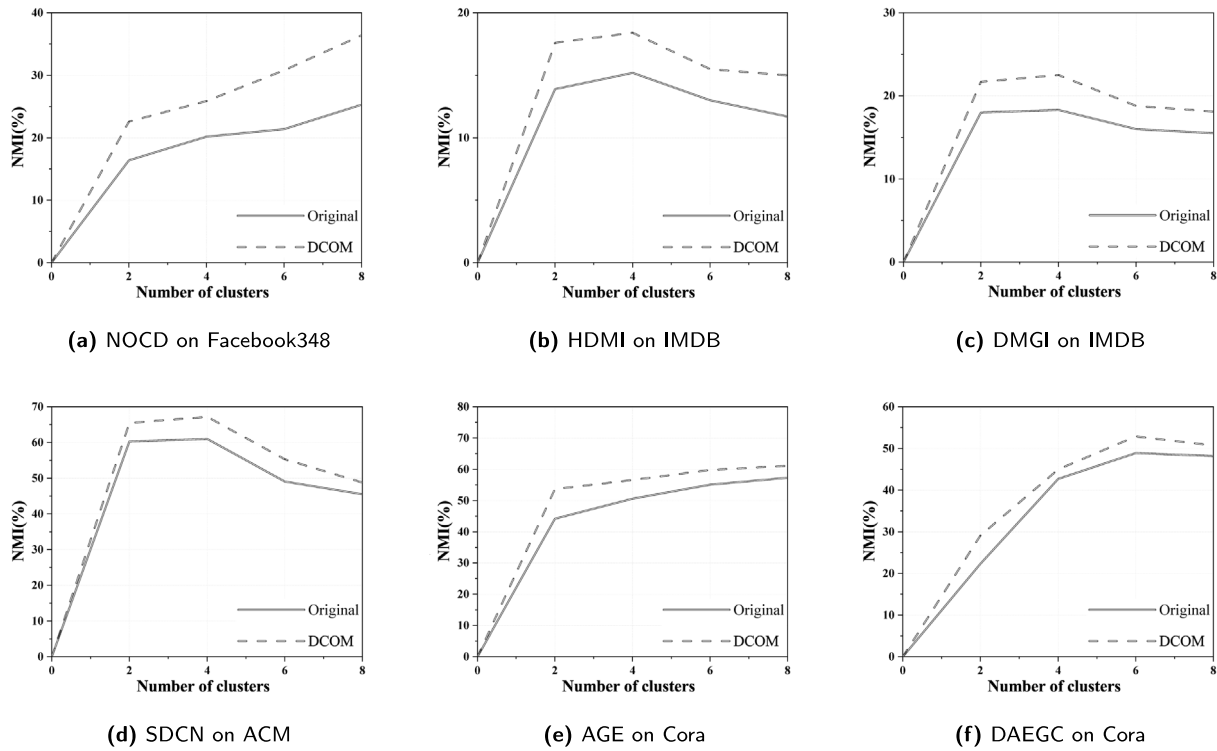 40
30
20
10
0
NMI(%)
Original
DCOM
0 2 4 6 8
Number of clusters
(a) NOCD on Facebook348
20
10
0
NMI(%)
Original
DCOM
0 2 4 6 8
Number of clusters
(b) HDMI on IMDB
30
20
10
0
NMI(%)
Original
DCOM
0 2 4 6 8
Number of clusters
(c) DMGI on IMDB
70
60
50
40
30
20
10
0
NMI(%)
Original
DCOM
0 2 4 6 8
Number of clusters
(d) SDCN on ACM
80
70
60
50
40
30
20
10
0
NMI(%)
Original
DCOM
0 2 4 6 8
Number of clusters
(e) AGE on Cora
60
50
40
30
20
10
0
NMI(%)
Original
DCOM
0 2 4 6 8
Number of clusters
(f) DAEGC on Cora